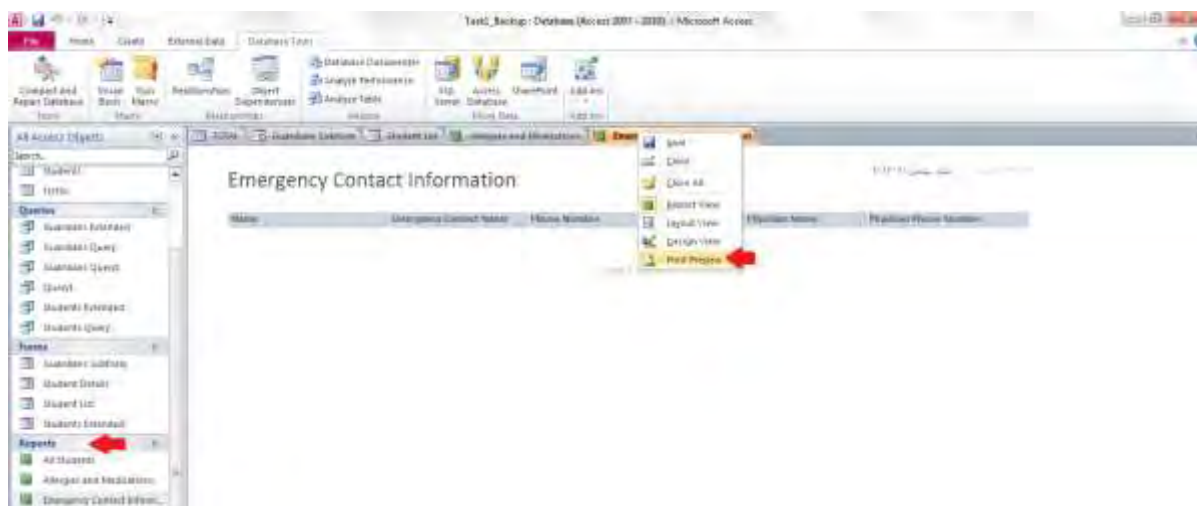 Task1_Backup : Database (Access 2007 - 2010) - Microsoft Access
File Home Create External Data Database Tools
Compact and Repair Database
Visual Basic
Run Macro
Relationships
Object Dependencies
Database Documenter
Analyze Performance
Analyze Table
SQL Server
Access Database
SharePoint
Add-ins
Tools Macro Relationships Analyze Move Data Add-Ins
All Access Objects
Search...
Guardians Subform
Student List
Allergies and Medications
Save
Close
Close All
Report View
Layout View
Design View
Print Preview
Emergency Contact Information
Name Emergency Contact Name Phone Number Physician Name Physician Phone Number
Students
Queries
Guardians Extended
Guardians Query
Guardians Query1
Query1
Students Extended
Students Query
Forms
Guardians Subform
Student Details
Student List
Students Extended
Reports
All Students
Allergies and Medications
Emergency Contact Inform...